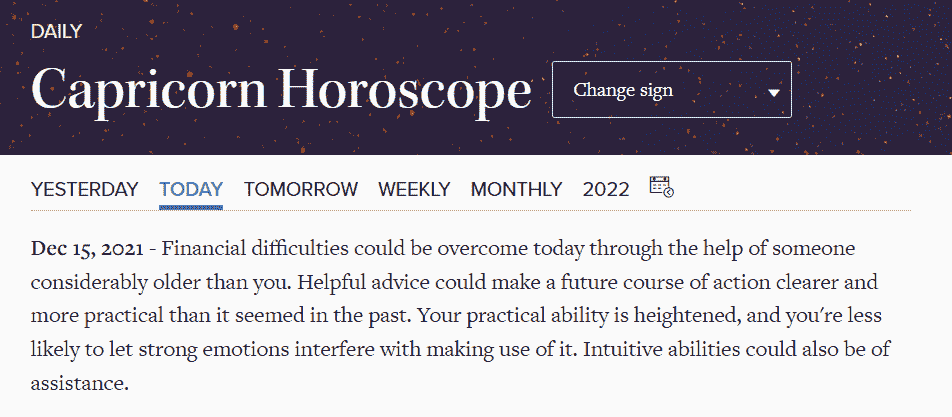 DAILY
Capricorn Horoscope
Change sign
YESTERDAY TODAY TOMORROW WEEKLY MONTHLY 2022
Dec 15, 2021 - Financial difficulties could be overcome today through the help of someone
considerably older than you. Helpful advice could make a future course of action clearer and
more practical than it seemed in the past. Your practical ability is heightened, and you're less
likely to let strong emotions interfere with making use of it. Intuitive abilities could also be of
assistance.